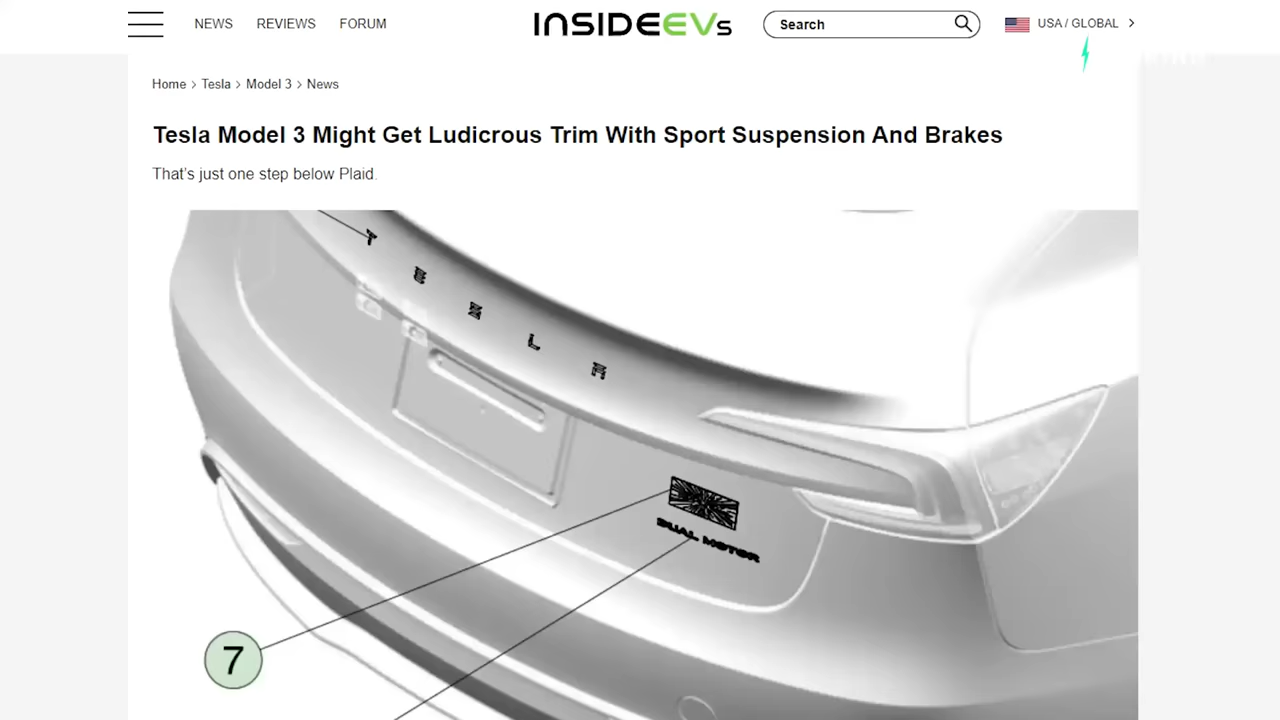 NEWS REVIEWS FORUM INSIDEEVs Search USA / GLOBAL
Home > Tesla > Model 3 > News
Tesla Model 3 Might Get Ludicrous Trim With Sport Suspension And Brakes
That's just one step below Plaid.
TESLA
DUAL MOTOR
7